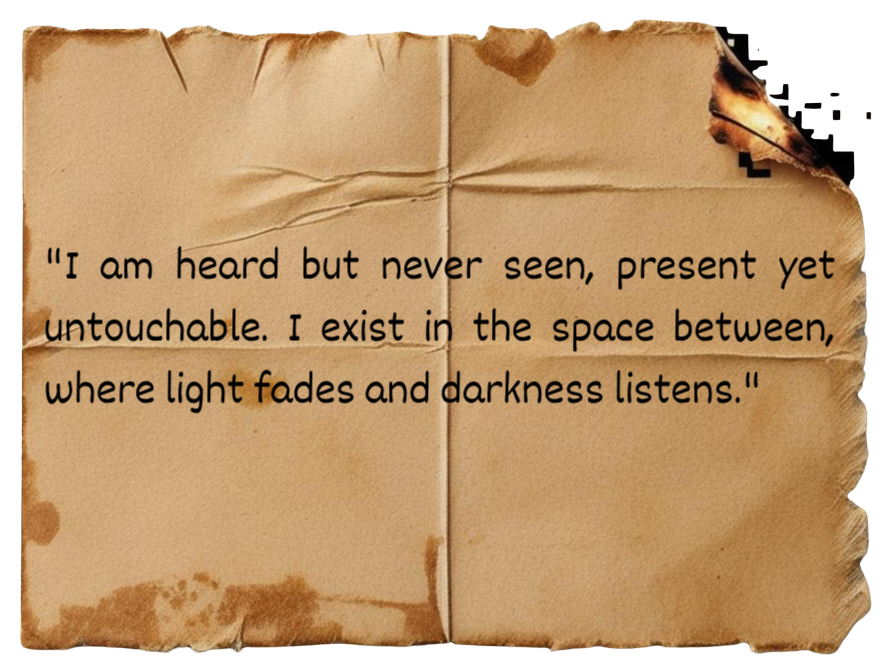 "I am heard but never seen, present yet
untouchable. I exist in the space between,
where light fades and darkness listens."